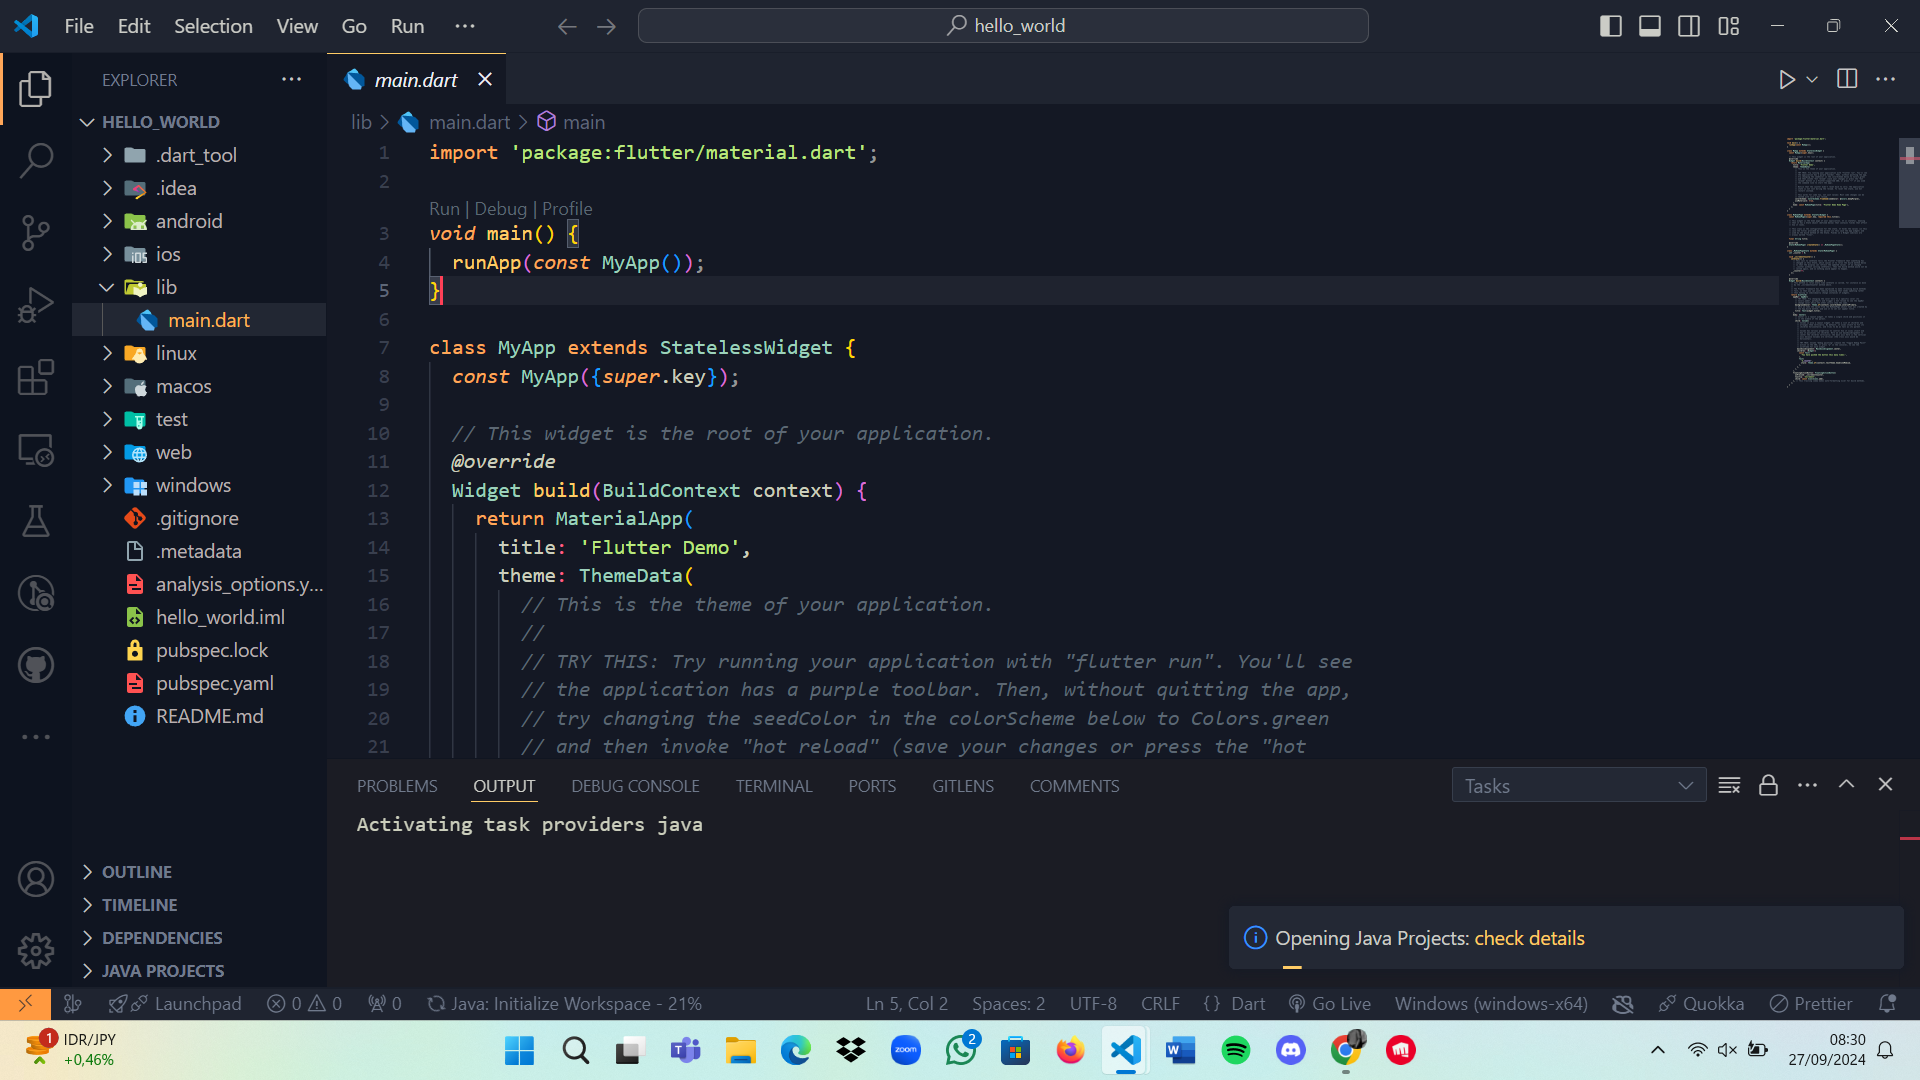 File Edit Selection View Go Run ···
hello_world
EXPLORER
main.dart
HELLO_WORLD
.dart_tool
.idea
android
ios
lib
main.dart
linux
macos
test
web
windows
.gitignore
.metadata
analysis_options.y...
hello_world.iml
pubspec.lock
pubspec.yaml
README.md
OUTLINE
TIMELINE
DEPENDENCIES
JAVA PROJECTS
lib > main.dart > main
1 import 'package:flutter/material.dart';
2
Run | Debug | Profile
3 void main() {
4 runApp(const MyApp());
5 }
6
7 class MyApp extends StatelessWidget {
8 const MyApp({super.key});
9
10 // This widget is the root of your application.
11 @override
12 Widget build(BuildContext context) {
13 return MaterialApp(
14 title: 'Flutter Demo',
15 theme: ThemeData(
16 // This is the theme of your application.
17 //
18 // TRY THIS: Try running your application with "flutter run". You'll see
19 // the application has a purple toolbar. Then, without quitting the app,
20 // try changing the seedColor in the colorScheme below to Colors.green
21 // and then invoke "hot reload" (save your changes or press the "hot
PROBLEMS OUTPUT DEBUG CONSOLE TERMINAL PORTS GITLENS COMMENTS
Tasks
Activating task providers java
Opening Java Projects: check details
Launchpad 0 0 0 Java: Initialize Workspace - 21%
Ln 5, Col 2 Spaces: 2 UTF-8 CRLF {} Dart Go Live Windows (windows-x64) Quokka Prettier
1 IDR/JPY
+0,46%
zoom
2
W
08:30
27/09/2024